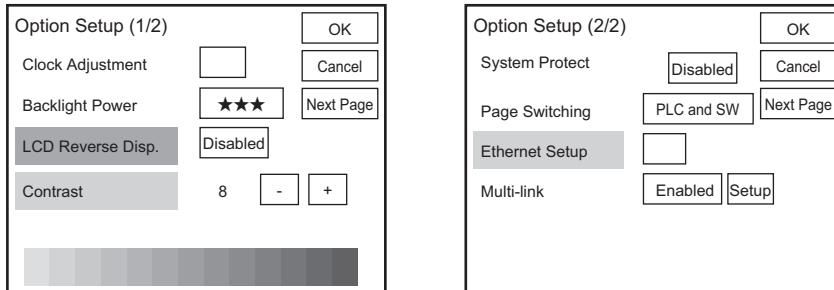 Option Setup (1/2) OK
Clock Adjustment Cancel
Backlight Power ★★★ Next Page
LCD Reverse Disp. Disabled
Contrast 8 - +
Option Setup (2/2) OK
System Protect Disabled Cancel
Page Switching PLC and SW Next Page
Ethernet Setup
Multi-link Enabled Setup